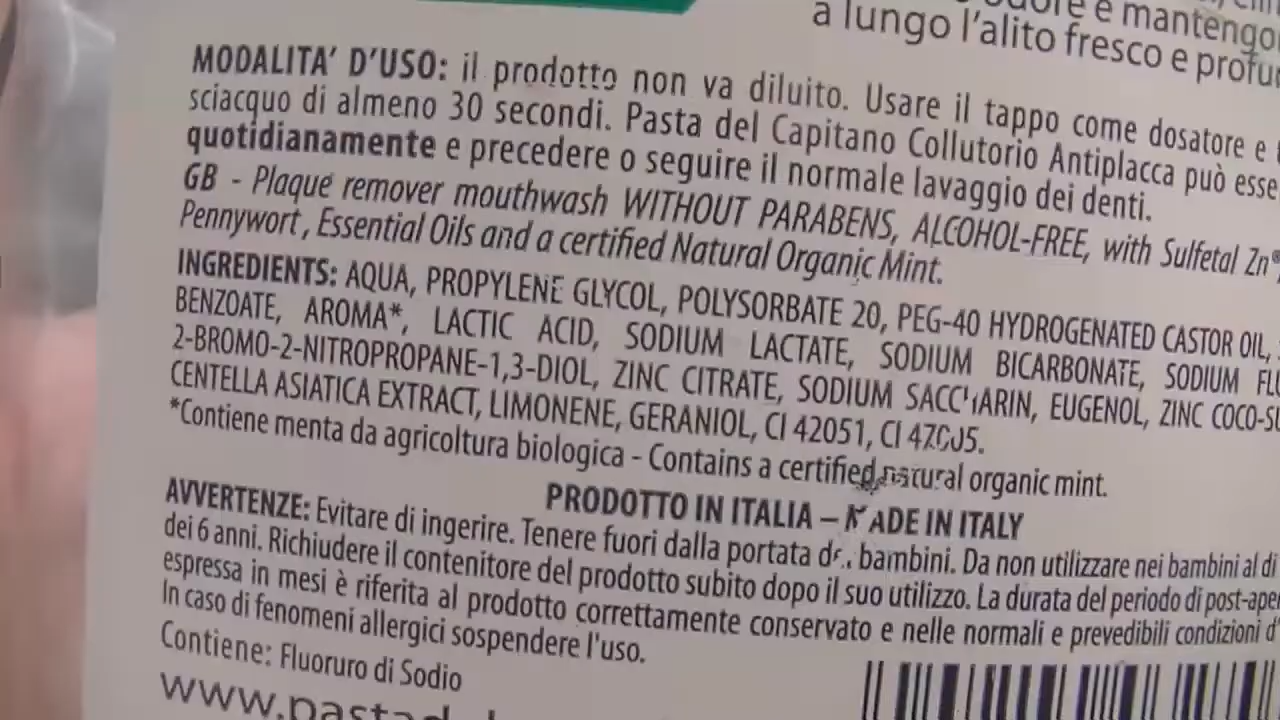 e mantengo
a lungo l'alito fresco e profu
MODALITA' D'USO: il prodotto non va diluito. Usare il tappo come dosatore e
sciacquo di almeno 30 secondi. Pasta del Capitano Collutorio Antiplacca può esse
quotidianamente e precedere o seguire il normale lavaggio dei denti.
GB - Plaque remover mouthwash WITHOUT PARABENS, ALCOHOL-FREE, with Sulfetal Zn®
Pennywort, Essential Oils and a certified Natural Organic Mint.
INGREDIENTS: AQUA, PROPYLENE GLYCOL, POLYSORBATE 20, PEG-40 HYDROGENATED CASTOR OIL,
BENZOATE, AROMA*, LACTIC ACID, SODIUM LACTATE, SODIUM BICARBONATE, SODIUM FLU
2-BROMO-2-NITROPROPANE-1,3-DIOL, ZINC CITRATE, SODIUM SACCHARIN, EUGENOL, ZINC COCO-SU
CENTELLA ASIATICA EXTRACT, LIMONENE, GERANIOL, CI 42051, CI 47005.
*Contiene menta da agricoltura biologica - Contains a certified natural organic mint.
PRODOTTO IN ITALIA – MADE IN ITALY
AVVERTENZE: Evitare di ingerire. Tenere fuori dalla portata dei bambini. Da non utilizzare nei bambini al di
dei 6 anni. Richiudere il contenitore del prodotto subito dopo il suo utilizzo. La durata del periodo di post-aper
espressa in mesi è riferita al prodotto correttamente conservato e nelle normali e prevedibili condizioni d'
In caso di fenomeni allergici sospendere l'uso.
Contiene: Fluoruro di Sodio